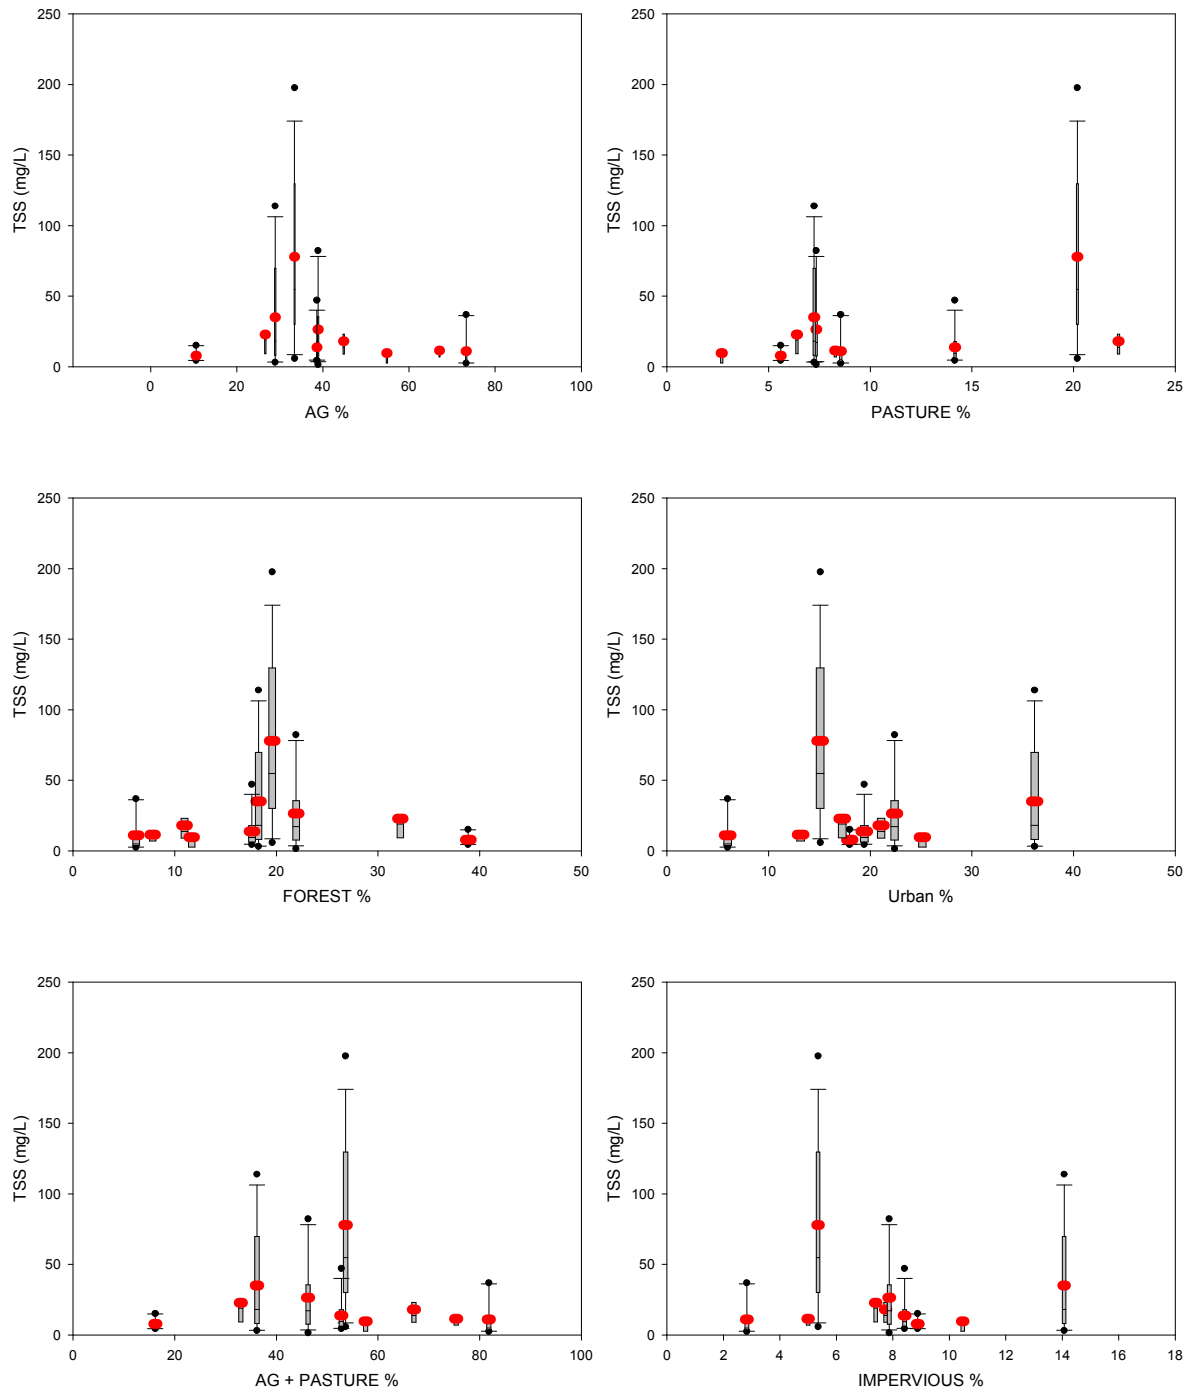 250
200
150
100
50
0
TSS (mg/L)
0 20 40 60 80 100
AG %
250
200
150
100
50
0
TSS (mg/L)
0 5 10 15 20 25
PASTURE %
250
200
150
100
50
0
TSS (mg/L)
0 10 20 30 40 50
FOREST %
250
200
150
100
50
0
TSS (mg/L)
0 10 20 30 40 50
Urban %
250
200
150
100
50
0
TSS (mg/L)
0 20 40 60 80 100
AG + PASTURE %
250
200
150
100
50
0
TSS (mg/L)
0 2 4 6 8 10 12 14 16 18
IMPERVIOUS %